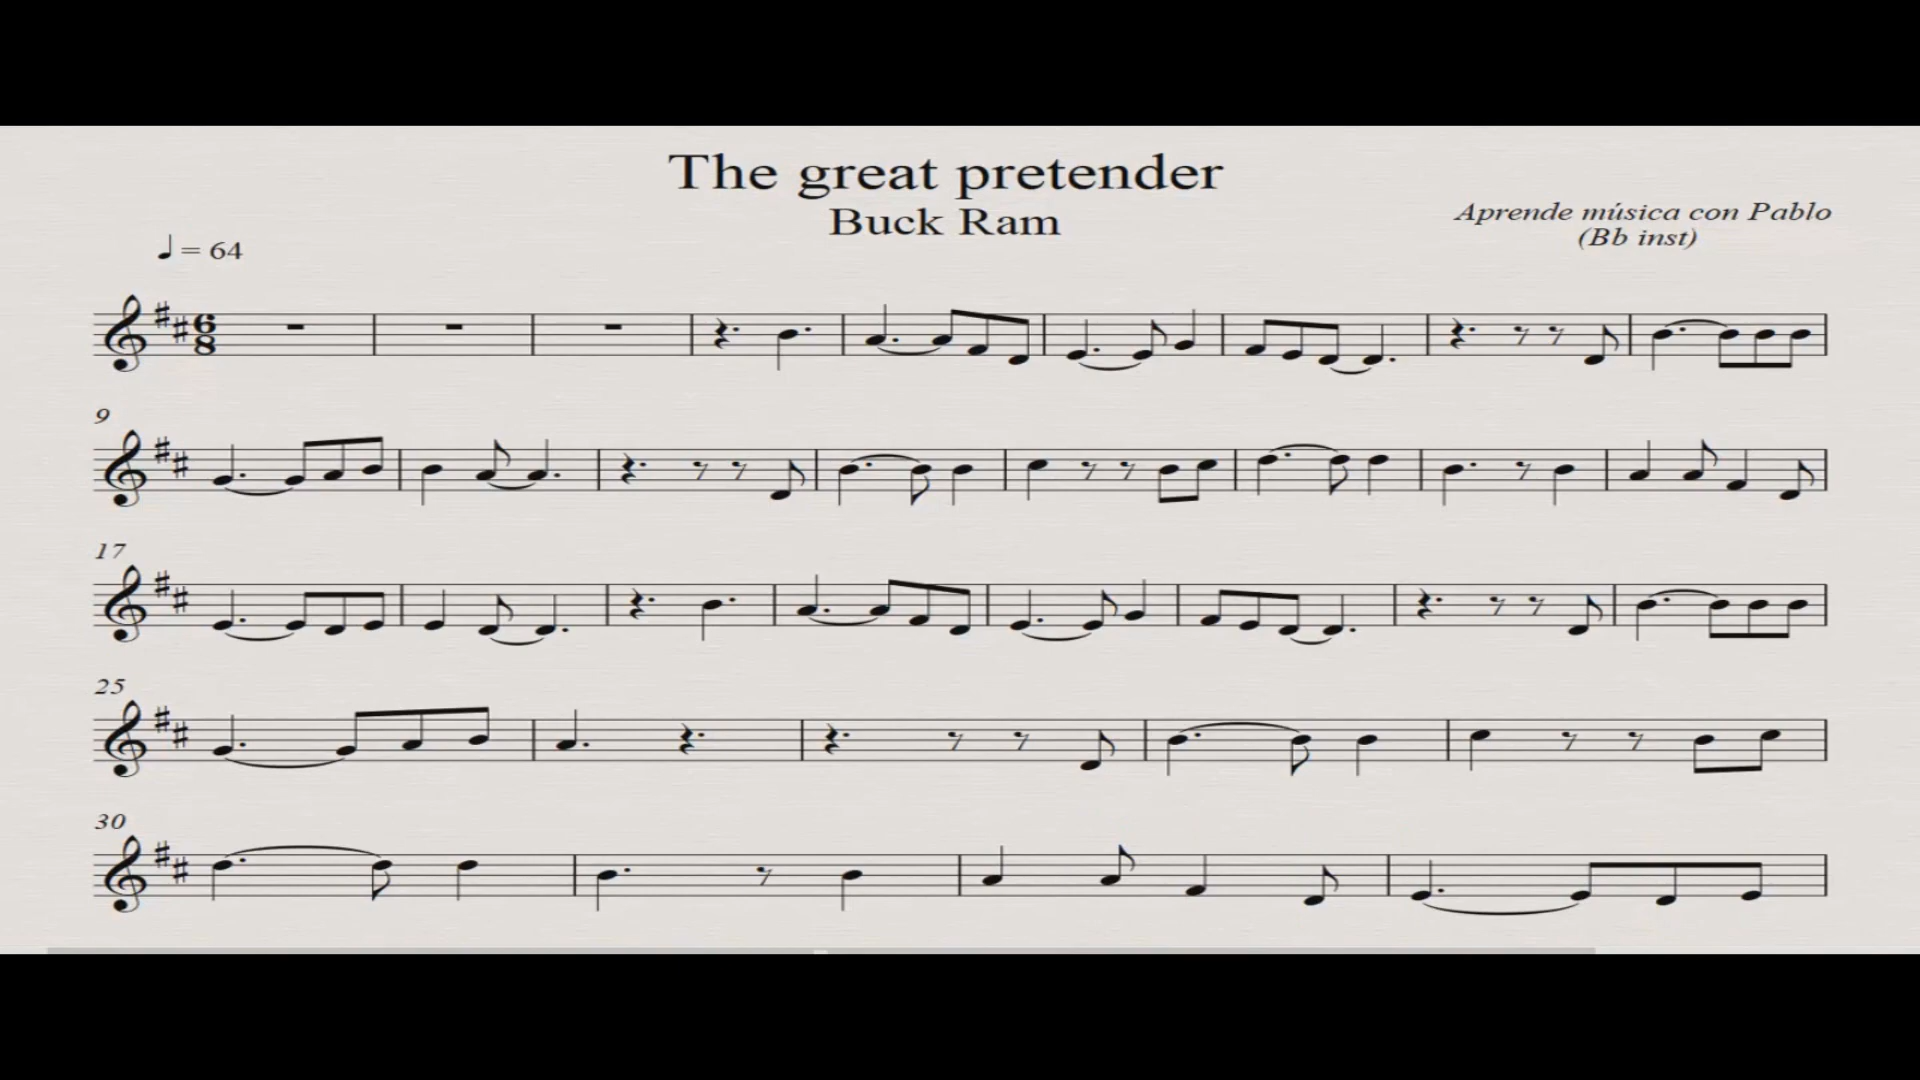 The great pretender
Buck Ram
Aprende música con Pablo
(Bb inst)
♩ = 64
6
8
9
17
25
30